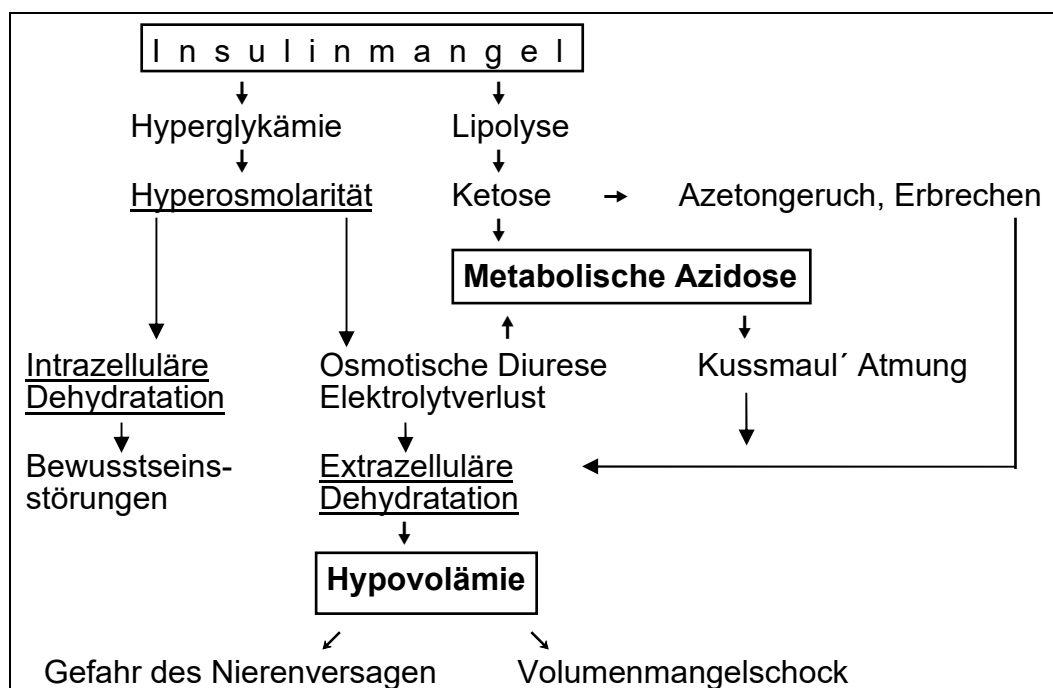 Insulinmangel
Hyperglykämie Lipolyse
Hyperosmolarität Ketose Azetongeruch, Erbrechen
Metabolische Azidose
Intrazelluläre Osmotische Diurese Kussmaul´ Atmung
Dehydratation Elektrolytverlust
Bewusstseins- Extrazelluläre
störungen Dehydratation
Hypovolämie
Gefahr des Nierenversagen Volumenmangelschock